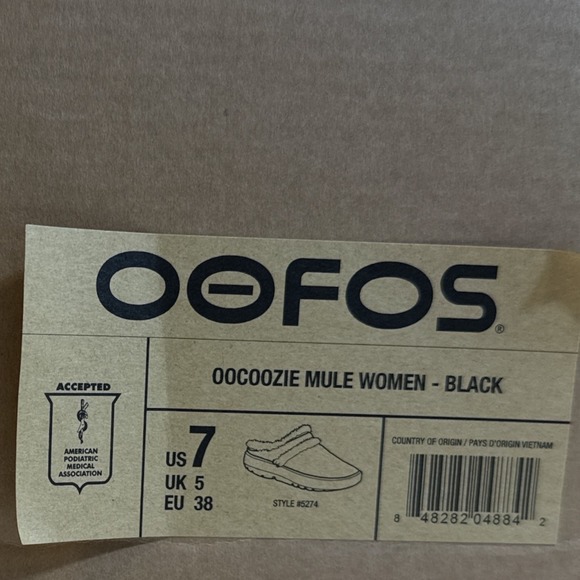 OOFOS®
OOCOOZIE MULE WOMEN - BLACK
ACCEPTED
AMERICAN
PODIATRIC
MEDICAL
ASSOCIATION
US 7
UK 5
EU 38
STYLE #5274
COUNTRY OF ORIGIN / PAYS D'ORIGIN VIETNAM
8 48282 04884 2